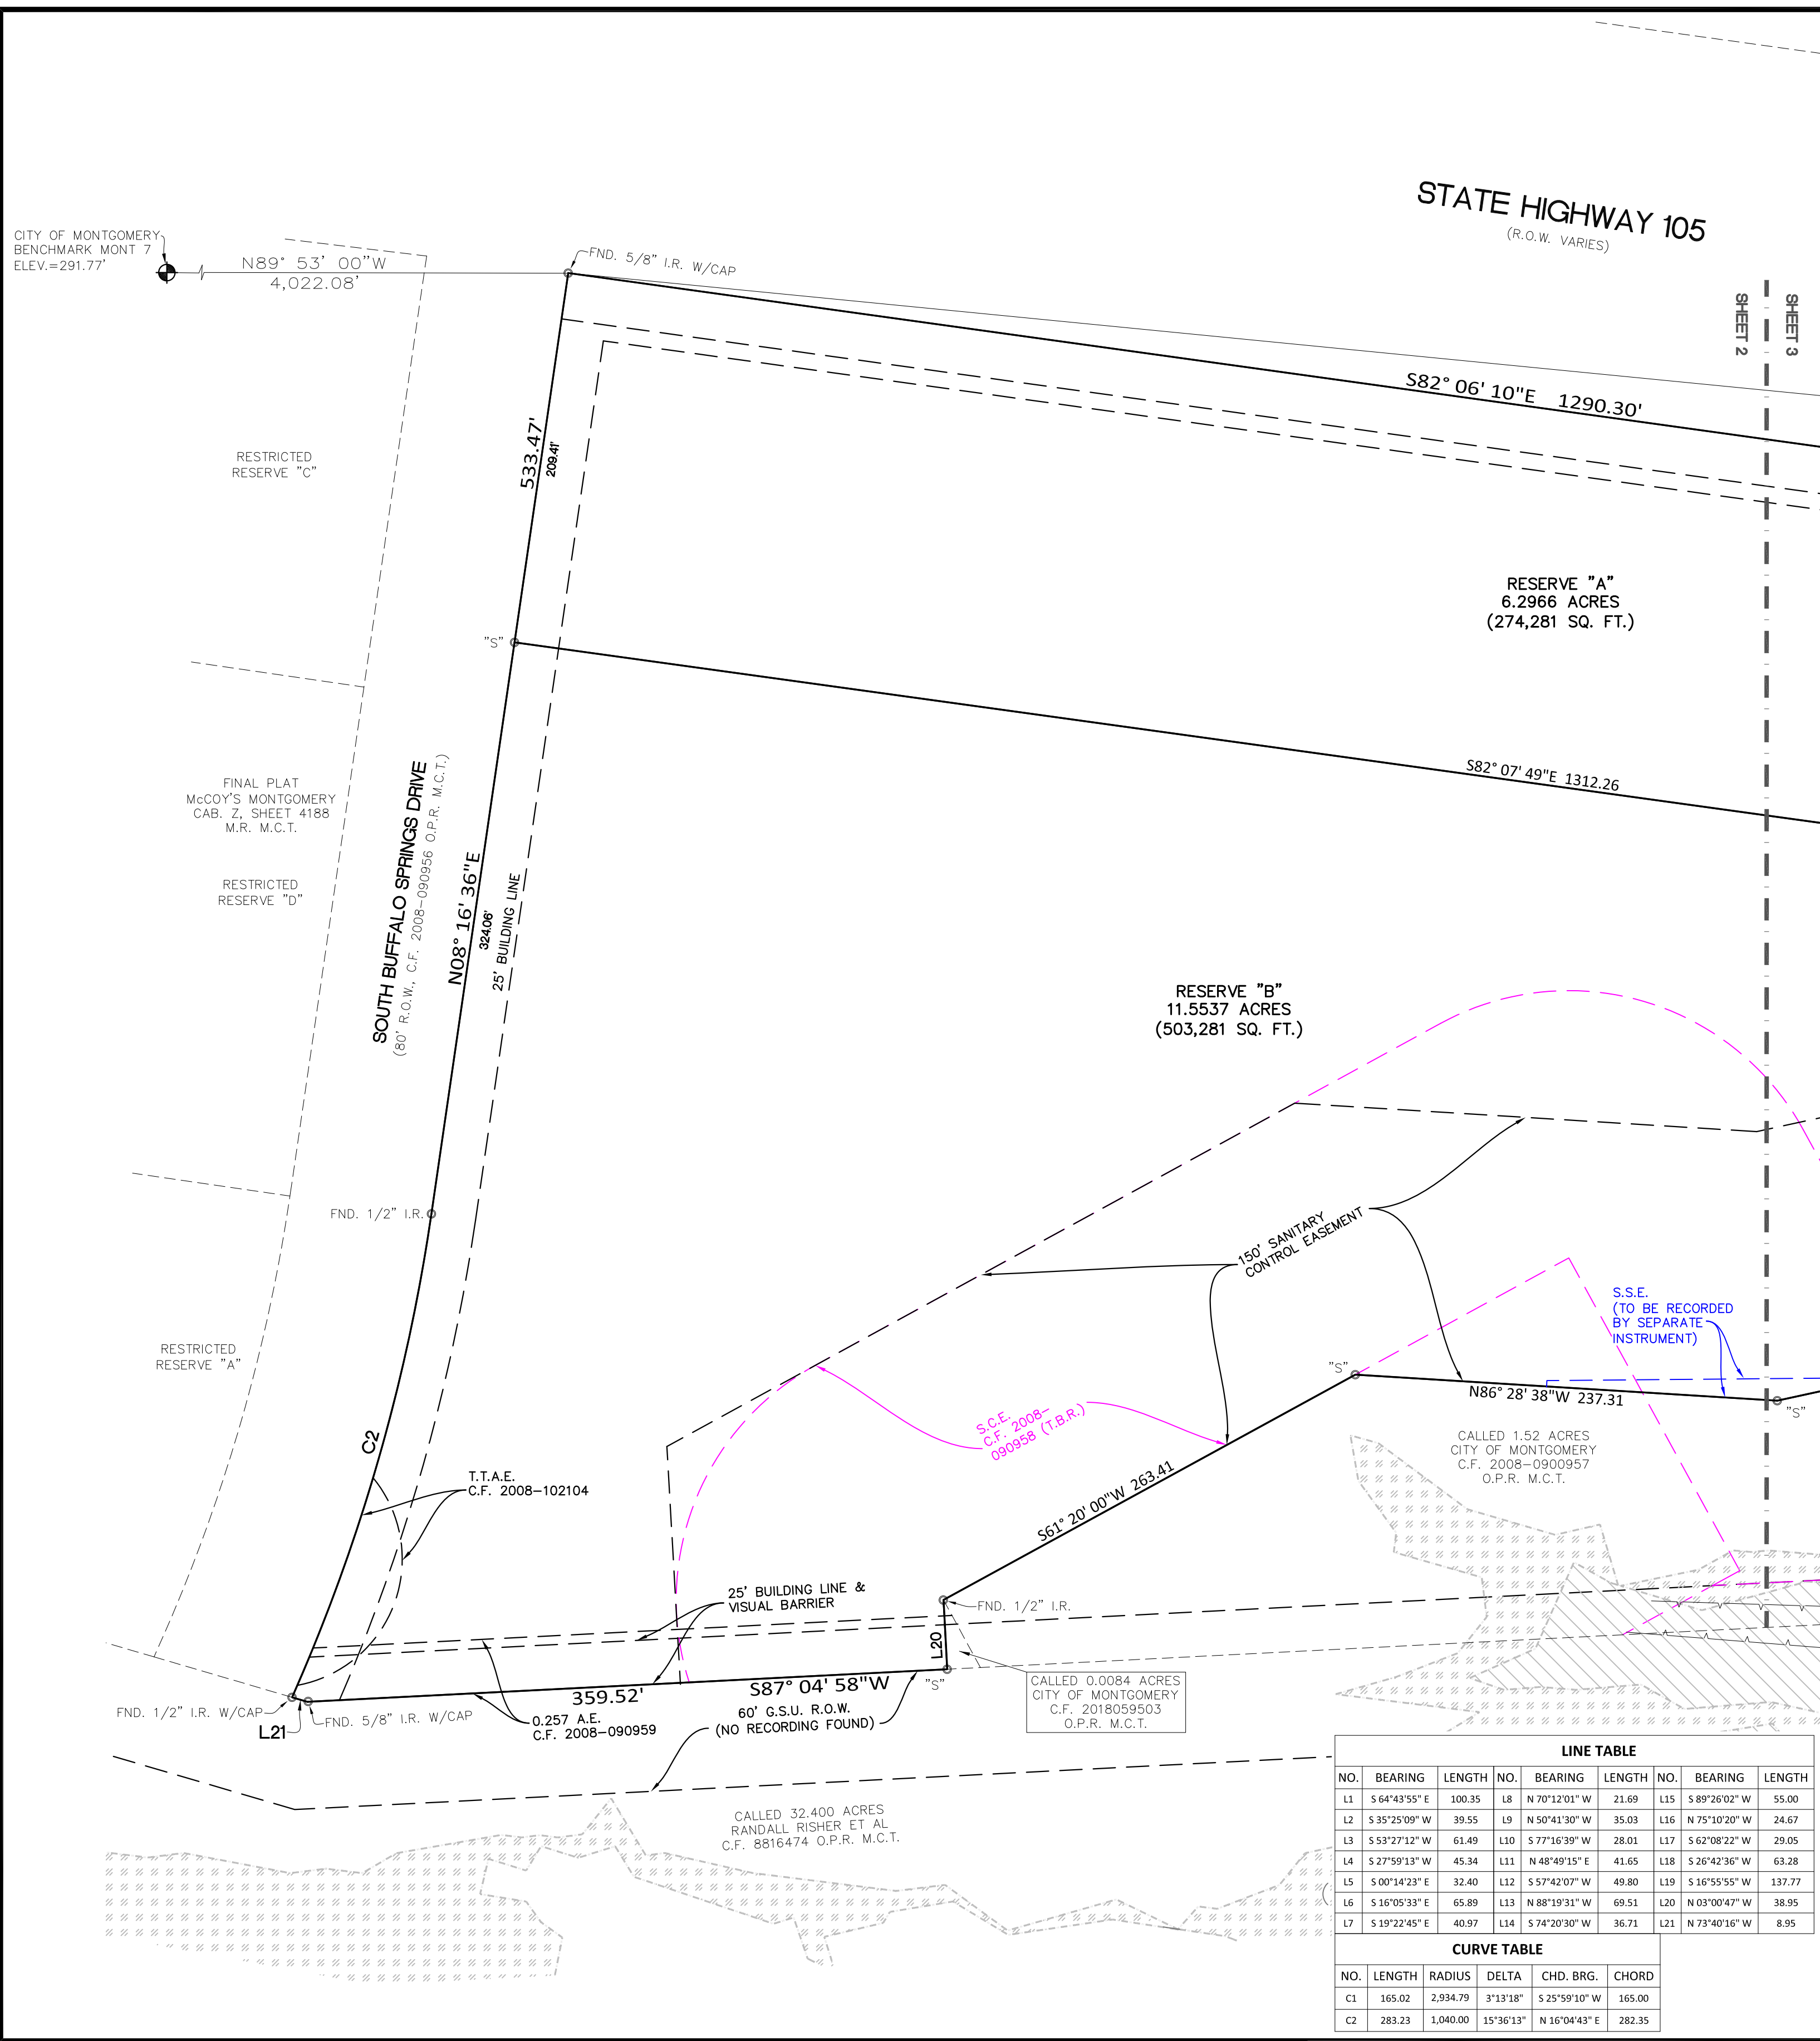 STATE HIGHWAY 105
(R.O.W. VARIES)
CITY OF MONTGOMERY
BENCHMARK MONT 7
ELEV.=291.77'
N89° 53' 00"W
4,022.08'
FND. 5/8" I.R. W/CAP
SHEET 2
SHEET 3
S82° 06' 10"E 1290.30'
533.47'
209.41'
RESTRICTED
RESERVE "C"
RESERVE "A"
6.2966 ACRES
(274,281 SQ. FT.)
"S"
S82° 07' 49"E 1312.26
FINAL PLAT
McCOY'S MONTGOMERY
CAB. Z, SHEET 4188
M.R. M.C.T.
RESTRICTED
RESERVE "D"
SOUTH BUFFALO SPRINGS DRIVE
(80' R.O.W., C.F. 2008-090956 O.P.R. M.C.T.)
N08° 16' 36"E
324.06'
25' BUILDING LINE
RESERVE "B"
11.5537 ACRES
(503,281 SQ. FT.)
FND. 1/2" I.R.
150' SANITARY
CONTROL EASEMENT
S.S.E.
(TO BE RECORDED
BY SEPARATE
INSTRUMENT)
RESTRICTED
RESERVE "A"
"S"
N86° 28' 38"W 237.31
"S"
S.C.E.
C.F. 2008-
090958 (T.B.R.)
CALLED 1.52 ACRES
CITY OF MONTGOMERY
C.F. 2008-0900957
O.P.R. M.C.T.
C2
T.T.A.E.
C.F. 2008-102104
S61° 20' 00"W 263.41
25' BUILDING LINE &
VISUAL BARRIER
FND. 1/2" I.R.
L20
"S"
CALLED 0.0084 ACRES
CITY OF MONTGOMERY
C.F. 2018059503
O.P.R. M.C.T.
359.52'
S87° 04' 58"W
FND. 1/2" I.R. W/CAP
L21
FND. 5/8" I.R. W/CAP
0.257 A.E.
C.F. 2008-090959
60' G.S.U. R.O.W.
(NO RECORDING FOUND)
CALLED 32.400 ACRES
RANDALL RISHER ET AL
C.F. 8816474 O.P.R. M.C.T.
(
LINE TABLE
NO. BEARING LENGTH NO. BEARING LENGTH NO. BEARING LENGTH
L1 S 64°43'55" E 100.35 L8 N 70°12'01" W 21.69 L15 S 89°26'02" W 55.00
L2 S 35°25'09" W 39.55 L9 N 50°41'30" W 35.03 L16 N 75°10'20" W 24.67
L3 S 53°27'12" W 61.49 L10 S 77°16'39" W 28.01 L17 S 62°08'22" W 29.05
L4 S 27°59'13" W 45.34 L11 N 48°49'15" E 41.65 L18 S 26°42'36" W 63.28
L5 S 00°14'23" E 32.40 L12 S 57°42'07" W 49.80 L19 S 16°55'55" W 137.77
L6 S 16°05'33" E 65.89 L13 N 88°19'31" W 69.51 L20 N 03°00'47" W 38.95
L7 S 19°22'45" E 40.97 L14 S 74°20'30" W 36.71 L21 N 73°40'16" W 8.95
CURVE TABLE
NO. LENGTH RADIUS DELTA CHD. BRG. CHORD
C1 165.02 2,934.79 3°13'18" S 25°59'10" W 165.00
C2 283.23 1,040.00 15°36'13" N 16°04'43" E 282.35